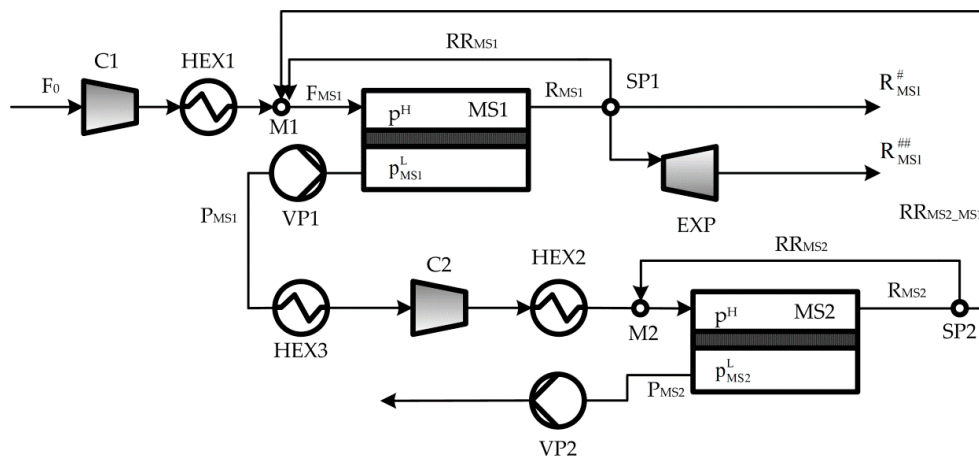 RR_MS1
C1
HEX1
SP1
F_0
F_MS1
R_MS1
R^#_MS1
p^H
MS1
M1
p^L_MS1
R^##_MS1
VP1
P_MS1
EXP
RR_MS2_MS1
RR_MS2
C2
HEX2
R_MS2
p^H
MS2
M2
SP2
HEX3
p^L_MS2
P_MS2
VP2